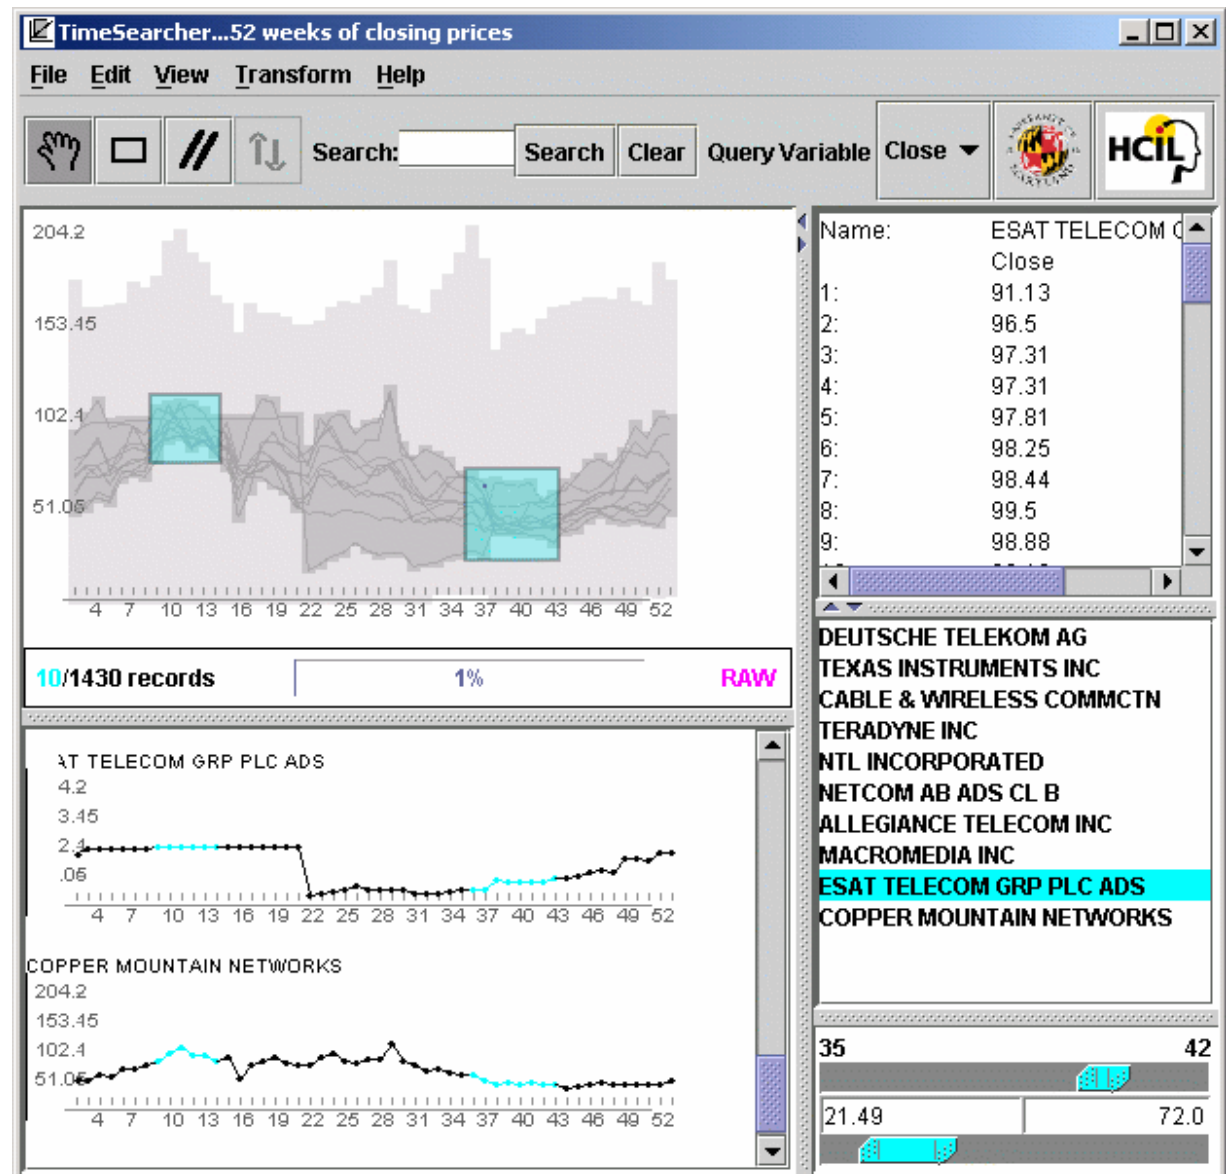 TimeSearcher...52 weeks of closing prices
File Edit View Transform Help
Search: Search Clear Query Variable Close
UNIVERSITY OF MARYLAND
HCIL
204.2
153.45
102.4
51.05
4 7 10 13 16 19 22 25 28 31 34 37 40 43 46 49 52
10/1430 records 1% RAW
AT TELECOM GRP PLC ADS
4.2
3.45
2.4
.05
4 7 10 13 16 19 22 25 28 31 34 37 40 43 46 49 52
COPPER MOUNTAIN NETWORKS
204.2
153.45
102.4
51.05
4 7 10 13 16 19 22 25 28 31 34 37 40 43 46 49 52
Name: ESAT TELECOM G
Close
1: 91.13
2: 96.5
3: 97.31
4: 97.31
5: 97.81
6: 98.25
7: 98.44
8: 99.5
9: 98.88
DEUTSCHE TELEKOM AG
TEXAS INSTRUMENTS INC
CABLE & WIRELESS COMMCTN
TERADYNE INC
NTL INCORPORATED
NETCOM AB ADS CL B
ALLEGIANCE TELECOM INC
MACROMEDIA INC
ESAT TELECOM GRP PLC ADS
COPPER MOUNTAIN NETWORKS
35 42
21.49 72.0